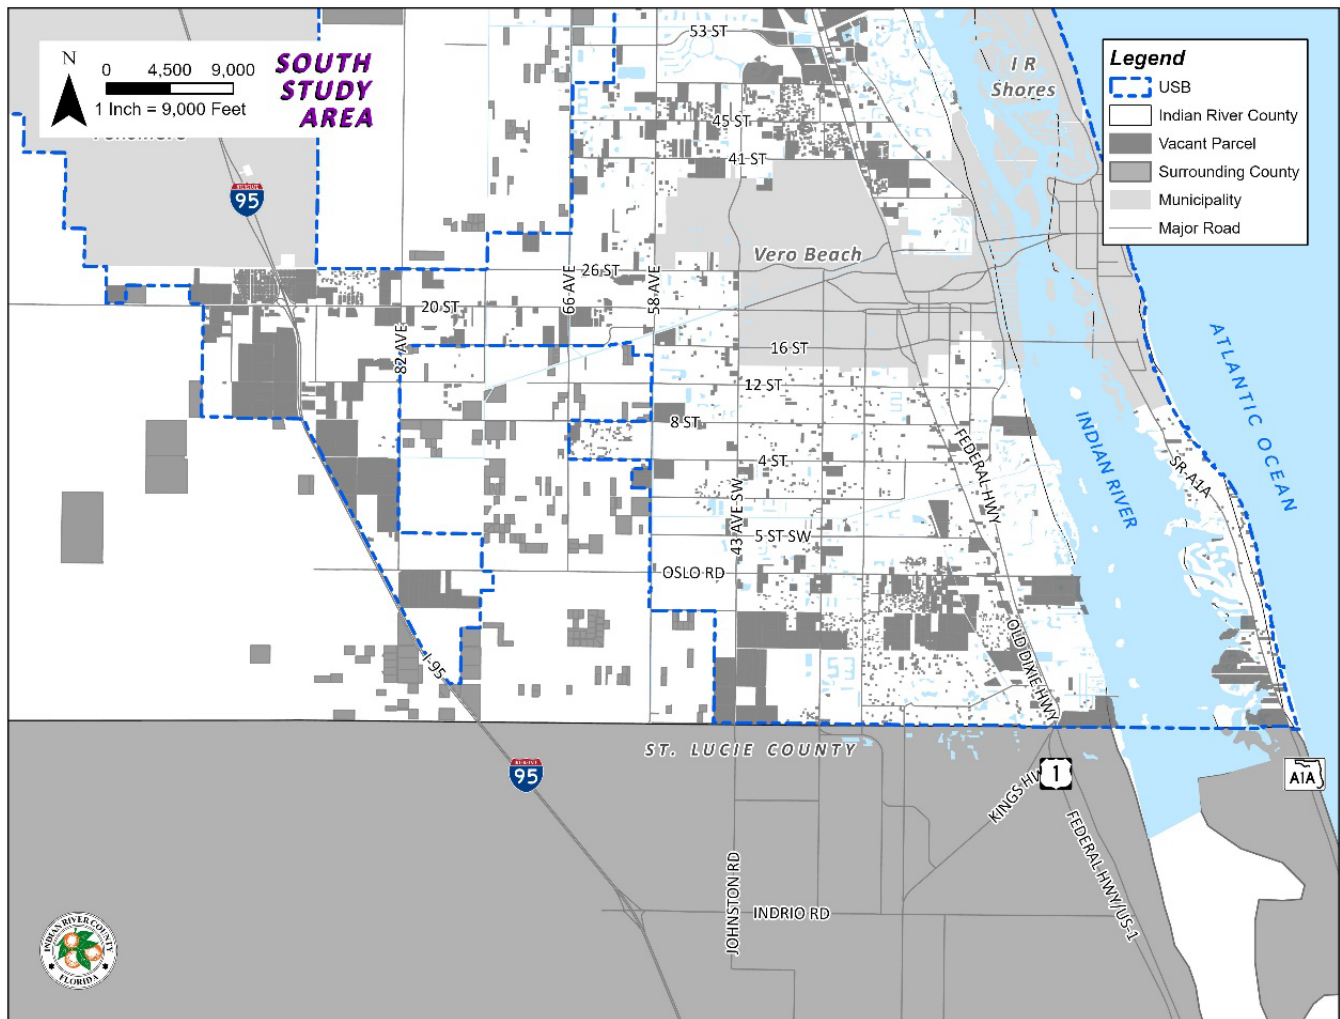 N
0 4,500 9,000
1 Inch = 9,000 Feet
SOUTH
STUDY
AREA
Legend
USB
Indian River County
Vacant Parcel
Surrounding County
Municipality
Major Road
53 ST
I R
Shores
45 ST
41 ST
95
Vero Beach
26 ST
66 AVE
58 AVE
20 ST
82 AVE
16 ST
12 ST
8 ST
4 ST
FEDERAL HWY
INDIAN RIVER
SR-A1A
ATLANTIC OCEAN
43 AVE SW
5 ST SW
OSLO RD
OLD DIXIE HWY
I-95
ST. LUCIE COUNTY
95
1
A1A
KINGS
FEDERAL HWY/US-1
JOHNSTON RD
INDRIO RD
INDIAN RIVER COUNTY
FLORIDA